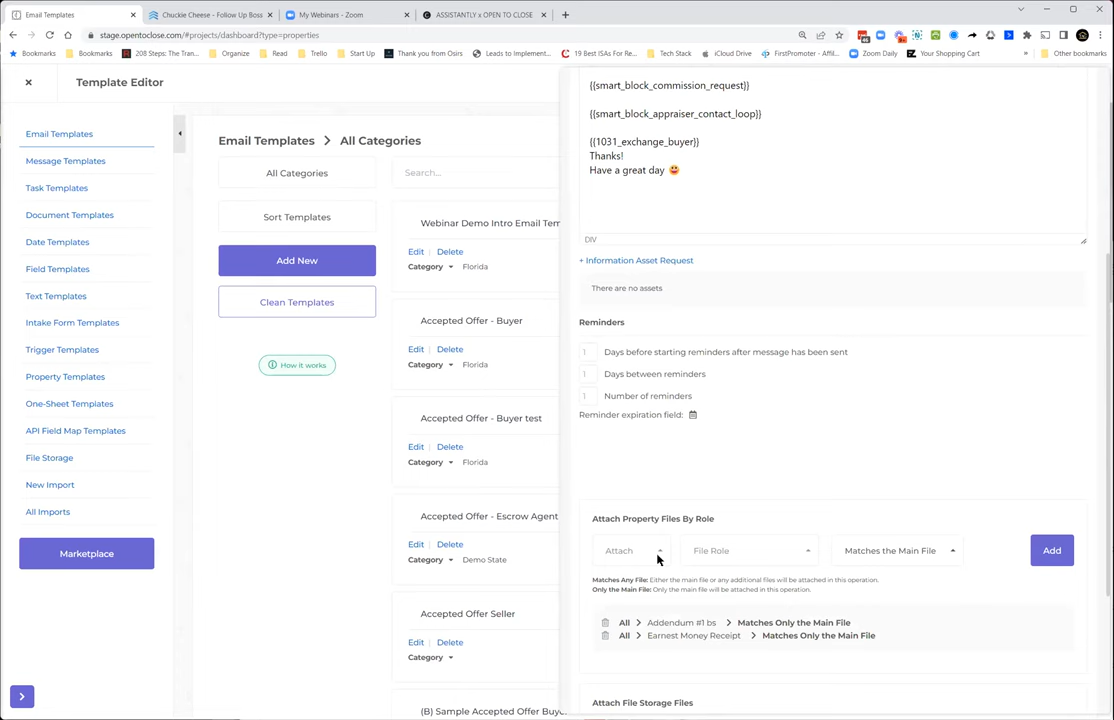 Email Templates
Chuckie Cheese - Follow Up Boss
My Webinars - Zoom
ASSISTANTLY x OPEN TO CLOSE
stage.opentoclose.com/#projects/dashboard?type=properties
Bookmarks
Bookmarks
208 Steps: The Tran...
Organize
Read
Trello
Start Up
Thank you from Osirs
Leads to Implement...
19 Best ISAs For Re...
Tech Stack
iCloud Drive
FirstPromoter - Affil...
Zoom Daily
Your Shopping Cart
Other bookmarks
Template Editor
Email Templates
Message Templates
Task Templates
Document Templates
Date Templates
Field Templates
Text Templates
Intake Form Templates
Trigger Templates
Property Templates
One-Sheet Templates
API Field Map Templates
File Storage
New Import
All Imports
Marketplace
Email Templates > All Categories
All Categories
Sort Templates
Add New
Clean Templates
How it works
Search...
Webinar Demo Intro Email Tem
Edit | Delete
Category Florida
Accepted Offer - Buyer
Edit | Delete
Category Florida
Accepted Offer - Buyer test
Edit | Delete
Category Florida
Accepted Offer - Escrow Agent
Edit | Delete
Category Demo State
Accepted Offer Seller
Edit | Delete
Category
(B) Sample Accepted Offer Buye
{{smart_block_commission_request}}
{{smart_block_appraiser_contact_loop}}
{{1031_exchange_buyer}}
Thanks!
Have a great day 😀
DIV
+ Information Asset Request
There are no assets
Reminders
1 Days before starting reminders after message has been sent
1 Days between reminders
1 Number of reminders
Reminder expiration field:
Attach Property Files By Role
Attach
File Role
Matches the Main File
Add
Matches Any File: Either the main file or any additional files will be attached in this operation.
Only the Main File: Only the main file will be attached in this operation.
All > Addendum #1 bs > Matches Only the Main File
All > Earnest Money Receipt > Matches Only the Main File
Attach File Storage Files